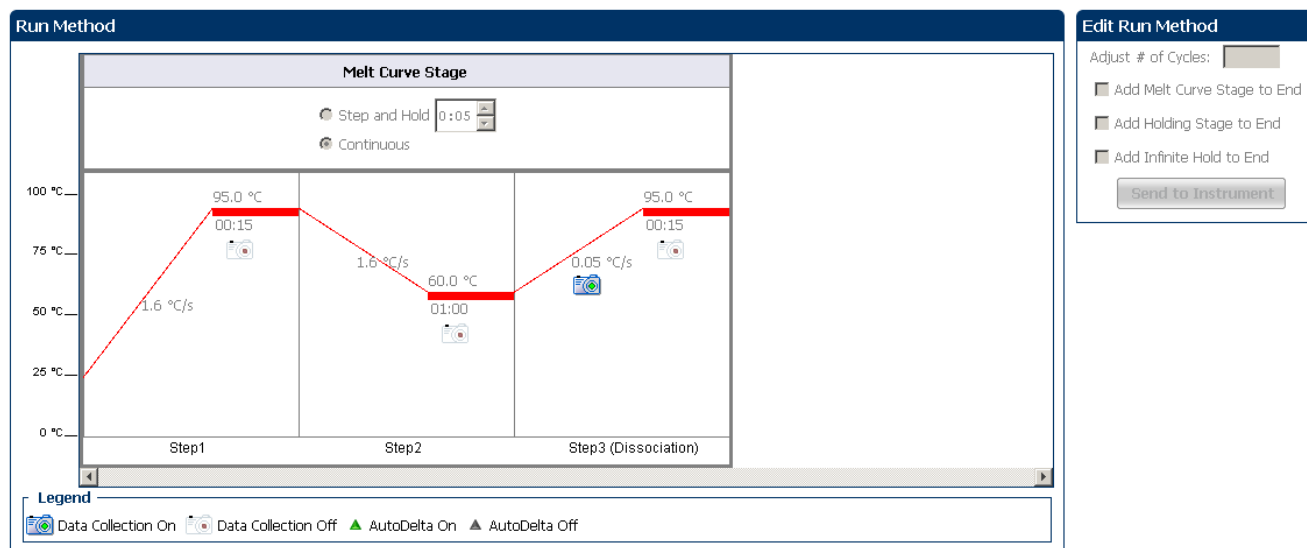 Run Method
Melt Curve Stage
Step and Hold 0:05
Continuous
100 °C
75 °C
50 °C
25 °C
0 °C
1.6 °C/s
95.0 °C
00:15
1.6 °C/s
60.0 °C
01:00
0.05 °C/s
95.0 °C
00:15
Step1 Step2 Step3 (Dissociation)
Legend
Data Collection On Data Collection Off AutoDelta On AutoDelta Off
Edit Run Method
Adjust # of Cycles:
Add Melt Curve Stage to End
Add Holding Stage to End
Add Infinite Hold to End
Send to Instrument